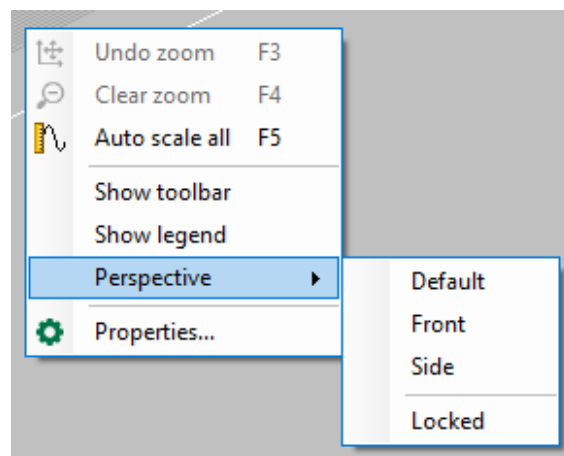 Undo zoom F3
Clear zoom F4
Auto scale all F5
Show toolbar
Show legend
Perspective
Properties...
Default
Front
Side
Locked